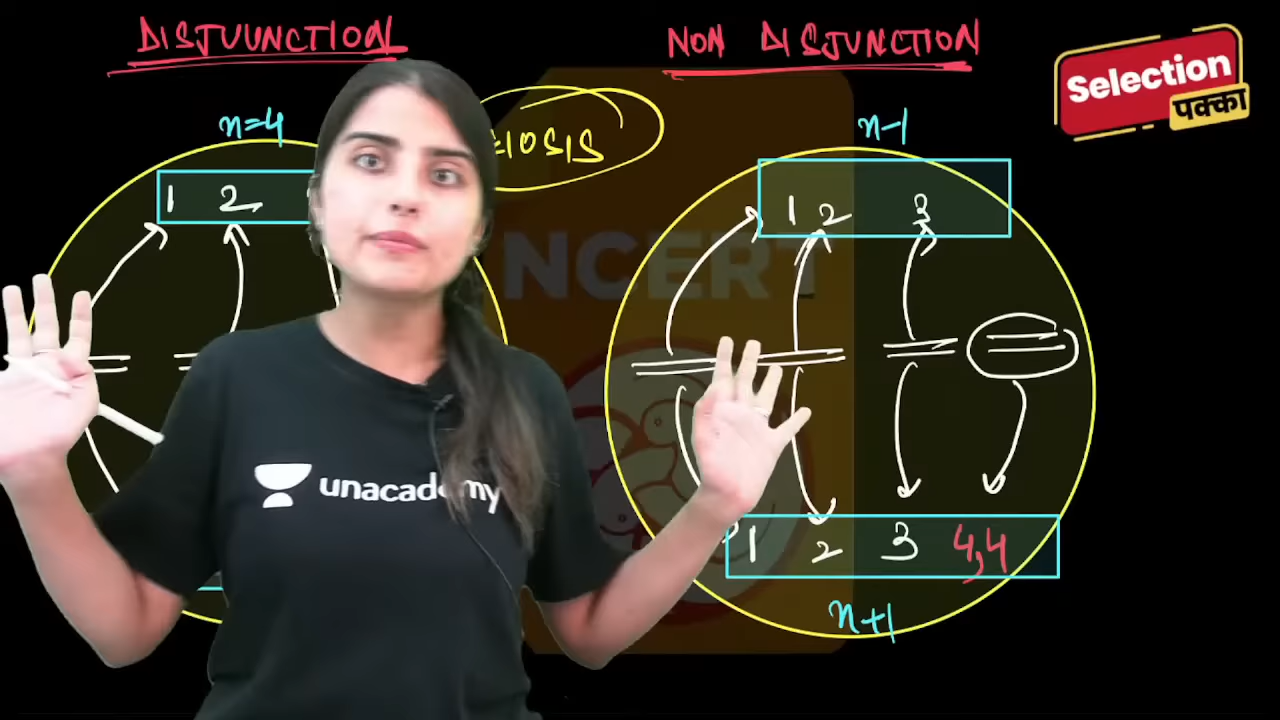 DISJUUNCTION
NON DISJUNCTION
Selection
पक्का
n=4
EIOSIS
n-1
1 2
1 2 3
NCERT
unacademy
1 2 3 4,4
n+1